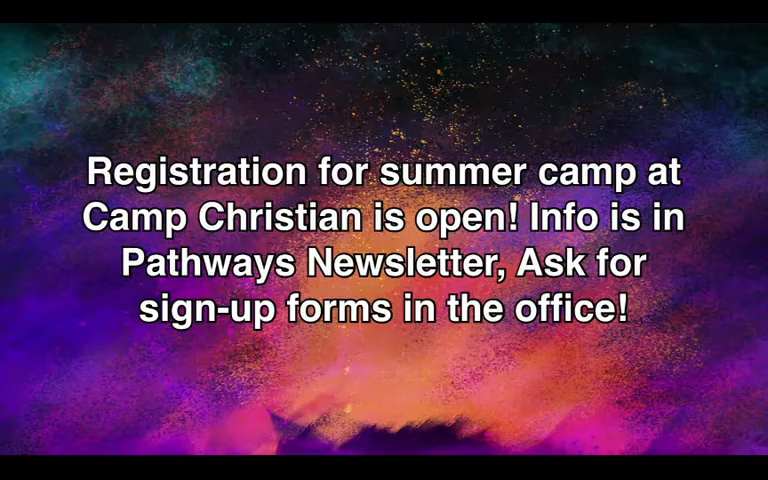 Registration for summer camp at
Camp Christian is open! Info is in
Pathways Newsletter, Ask for
sign-up forms in the office!